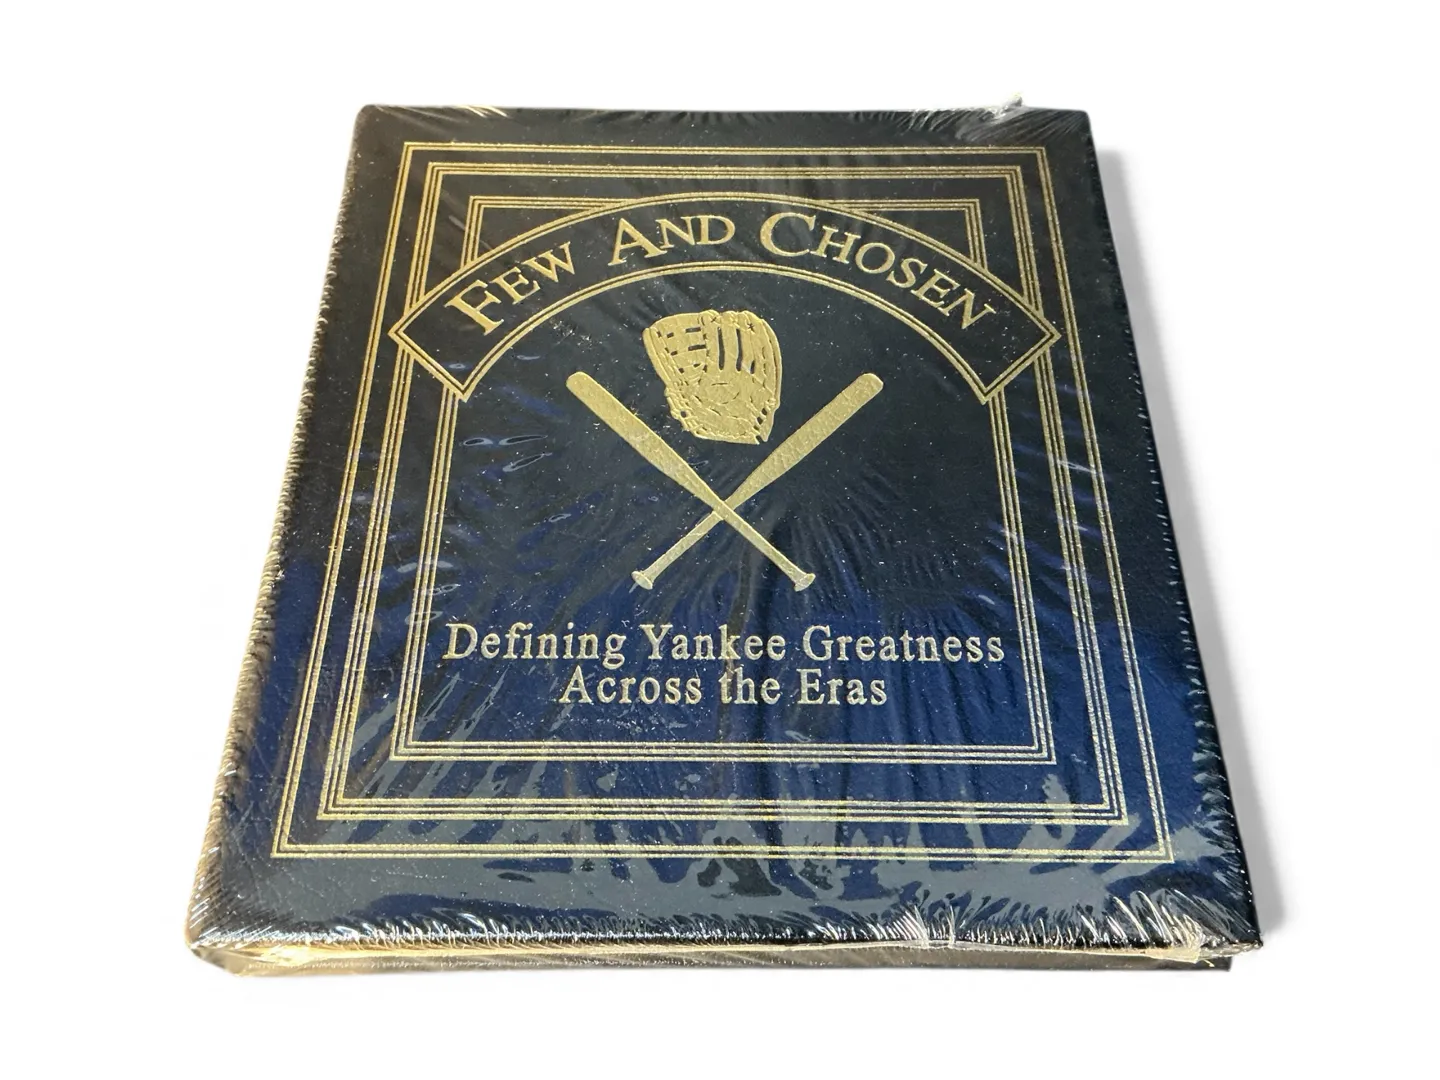 FEW AND CHOSEN
Defining Yankee Greatness
Across the Eras